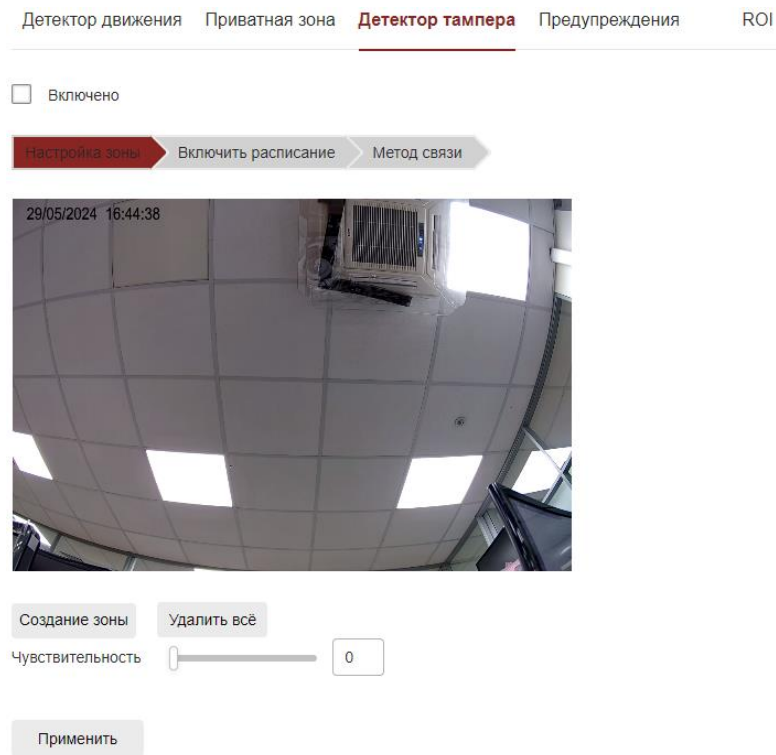 Детектор движения Приватная зона Детектор тампера Предупреждения ROI
Включено
Настройка зоны Включить расписание Метод связи
29/05/2024 16:44:38
Создание зоны Удалить всё
Чувствительность 0
Применить